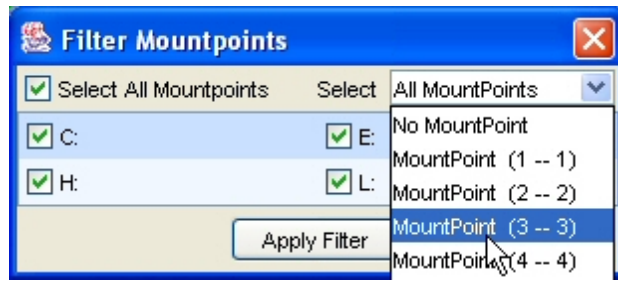 Filter Mountpoints
Select All Mountpoints Select All MountPoints
C: E:
H: L:
No MountPoint
MountPoint (1 -- 1)
MountPoint (2 -- 2)
MountPoint (3 -- 3)
MountPoint (4 -- 4)
Apply Filter